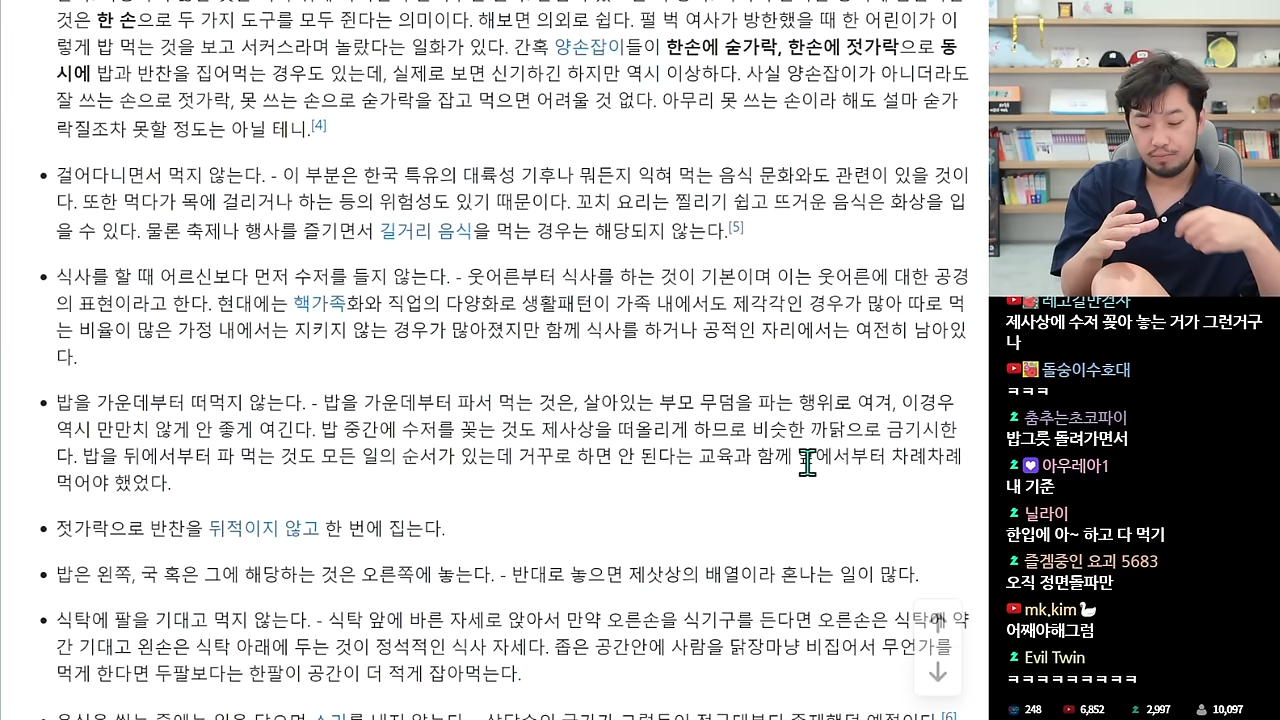 것은 한 손으로 두 가지 도구를 모두 쥔다는 의미이다. 해보면 의외로 쉽다. 펄 벅 여사가 방한했을 때 한 어린이가 이
렇게 밥 먹는 것을 보고 서커스라며 놀랐다는 일화가 있다. 간혹 양손잡이들이 한손에 숟가락, 한손에 젓가락으로 동
시에 밥과 반찬을 집어먹는 경우도 있는데, 실제로 보면 신기하긴 하지만 역시 이상하다. 사실 양손잡이가 아니더라도
잘 쓰는 손으로 젓가락, 못 쓰는 손으로 숟가락을 잡고 먹으면 어려울 것 없다. 아무리 못 쓰는 손이라 해도 설마 숟가
락질조차 못할 정도는 아닐 테니.[4]
• 걸어다니면서 먹지 않는다. - 이 부분은 한국 특유의 대륙성 기후나 뭐든지 익혀 먹는 음식 문화와도 관련이 있을 것이
다. 또한 먹다가 목에 걸리거나 하는 등의 위험성도 있기 때문이다. 꼬치 요리는 찔리기 쉽고 뜨거운 음식은 화상을 입
을 수 있다. 물론 축제나 행사를 즐기면서 길거리 음식을 먹는 경우는 해당되지 않는다.[5]
• 식사를 할 때 어르신보다 먼저 수저를 들지 않는다. - 웃어른부터 식사를 하는 것이 기본이며 이는 웃어른에 대한 공경
의 표현이라고 한다. 현대에는 핵가족화와 직업의 다양화로 생활패턴이 가족 내에서도 제각각인 경우가 많아 따로 먹
는 비율이 많은 가정 내에서는 지키지 않는 경우가 많아졌지만 함께 식사를 하거나 공적인 자리에서는 여전히 남아있
다.
• 밥을 가운데부터 떠먹지 않는다. - 밥을 가운데부터 파서 먹는 것은, 살아있는 부모 무덤을 파는 행위로 여겨, 이경우
역시 만만치 않게 안 좋게 여긴다. 밥 중간에 수저를 꽂는 것도 제사상을 떠올리게 하므로 비슷한 까닭으로 금기시한
다. 밥을 뒤에서부터 파 먹는 것도 모든 일의 순서가 있는데 거꾸로 하면 안 된다는 교육과 함께 앞에서부터 차례차례
먹어야 했었다.
• 젓가락으로 반찬을 뒤적이지 않고 한 번에 집는다.
• 밥은 왼쪽, 국 혹은 그에 해당하는 것은 오른쪽에 놓는다. - 반대로 놓으면 제삿상의 배열이라 혼나는 일이 많다.
• 식탁에 팔을 기대고 먹지 않는다. - 식탁 앞에 바른 자세로 앉아서 만약 오른손을 식기구를 든다면 오른손은 식탁에 약
간 기대고 왼손은 식탁 아래에 두는 것이 정석적인 식사 자세다. 좁은 공간안에 사람을 닭장마냥 비집어서 무언가를
먹게 한다면 두팔보다는 한팔이 공간이 더 적게 잡아먹는다.
제사상에 수저 꽂아 놓는 거가 그런거구
나
돌숭이수호대
ㅋㅋㅋ
춤추는초코파이
밥그릇 돌려가면서
아우레아1
내 기준
닐라이
한입에 아~ 하고 다 먹기
즐겜중인 요괴 5683
오직 정면돌파만
mk,kim
어째야해그럼
Evil Twin
ㅋㅋㅋㅋㅋㅋㅋㅋㅋ
248 6,852 2,997 10,097